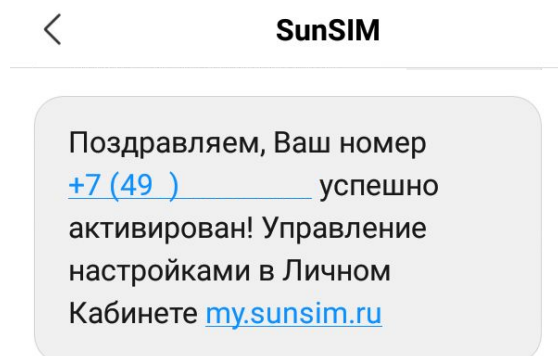 SunSIM
Поздравляем, Ваш номер
+7 (49 ) успешно
активирован! Управление
настройками в Личном
Кабинете my.sunsim.ru